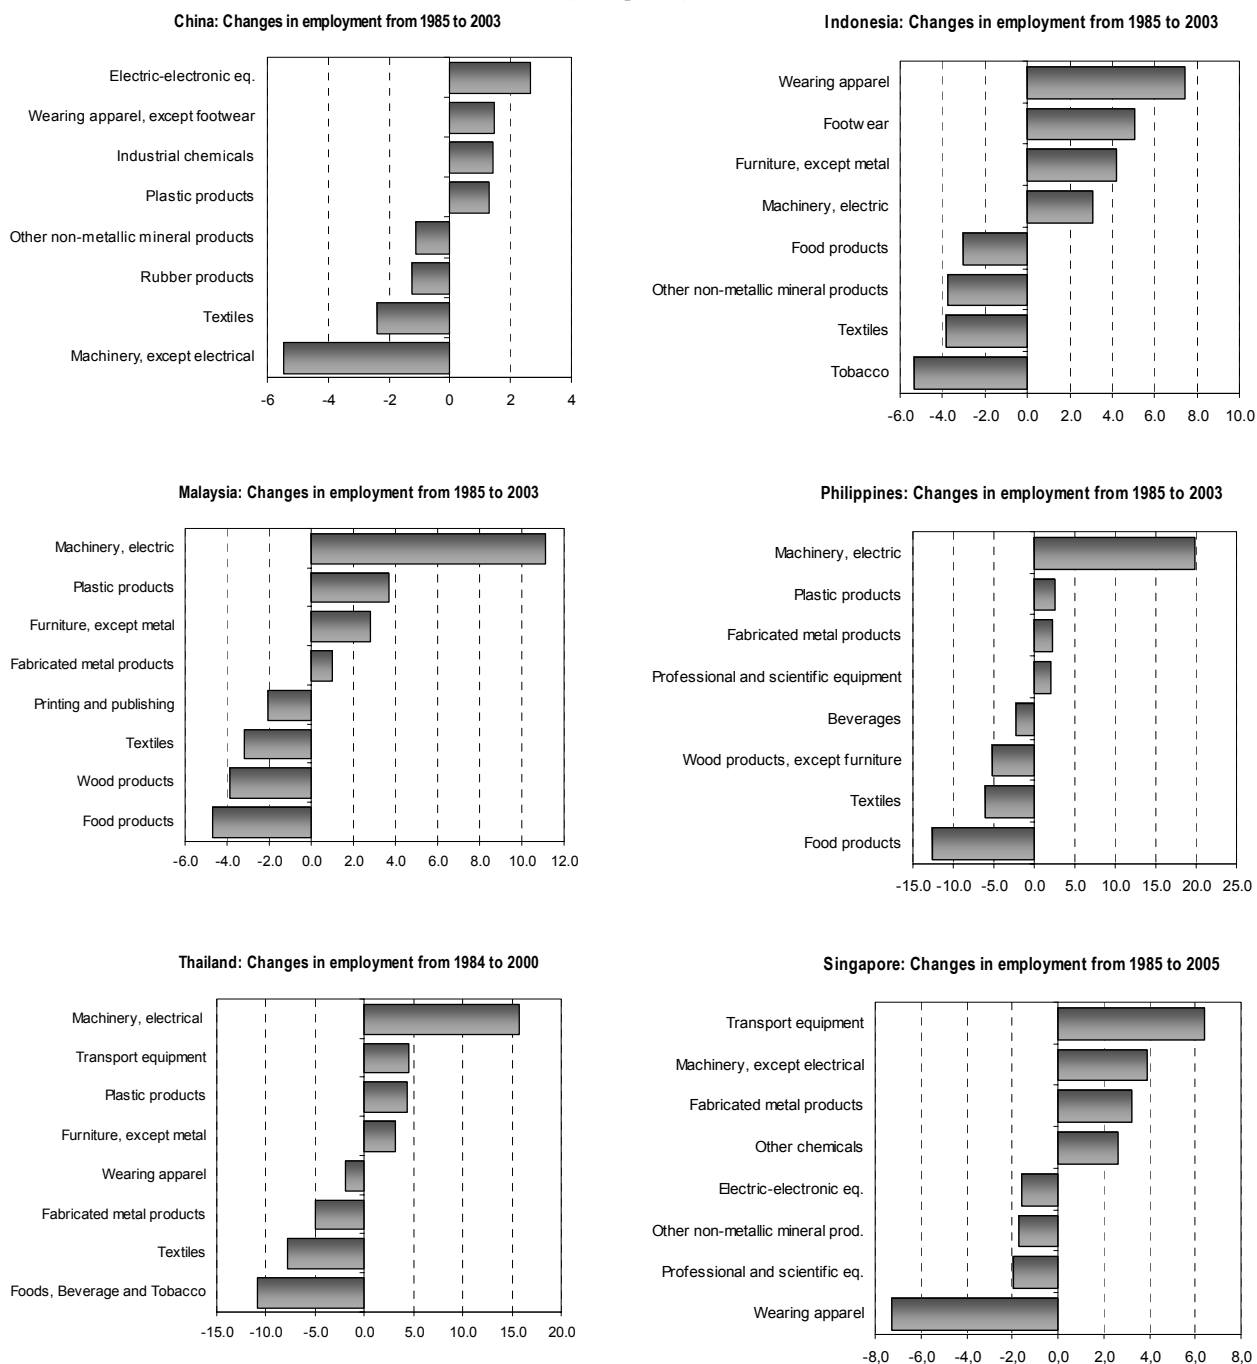 China: Changes in employment from 1985 to 2003
Electric-electronic eq.
Wearing apparel, except footwear
Industrial chemicals
Plastic products
Other non-metallic mineral products
Rubber products
Textiles
Machinery, except electrical
-6 -4 -2 0 2 4
Indonesia: Changes in employment from 1985 to 2003
Wearing apparel
Footwear
Furniture, except metal
Machinery, electric
Food products
Other non-metallic mineral products
Textiles
Tobacco
-6.0 -4.0 -2.0 0.0 2.0 4.0 6.0 8.0 10.0
Malaysia: Changes in employment from 1985 to 2003
Machinery, electric
Plastic products
Furniture, except metal
Fabricated metal products
Printing and publishing
Textiles
Wood products
Food products
-6.0 -4.0 -2.0 0.0 2.0 4.0 6.0 8.0 10.0 12.0
Philippines: Changes in employment from 1985 to 2003
Machinery, electric
Plastic products
Fabricated metal products
Professional and scientific equipment
Beverages
Wood products, except furniture
Textiles
Food products
-15.0 -10.0 -5.0 0.0 5.0 10.0 15.0 20.0 25.0
Thailand: Changes in employment from 1984 to 2000
Machinery, electrical
Transport equipment
Plastic products
Furniture, except metal
Wearing apparel
Fabricated metal products
Textiles
Foods, Beverage and Tobacco
-15.0 -10.0 -5.0 0.0 5.0 10.0 15.0 20.0
Singapore: Changes in employment from 1985 to 2005
Transport equipment
Machinery, except electrical
Fabricated metal products
Other chemicals
Electric-electronic eq.
Other non-metallic mineral prod.
Professional and scientific eq.
Wearing apparel
-8,0 -6,0 -4,0 -2,0 0,0 2,0 4,0 6,0 8,0